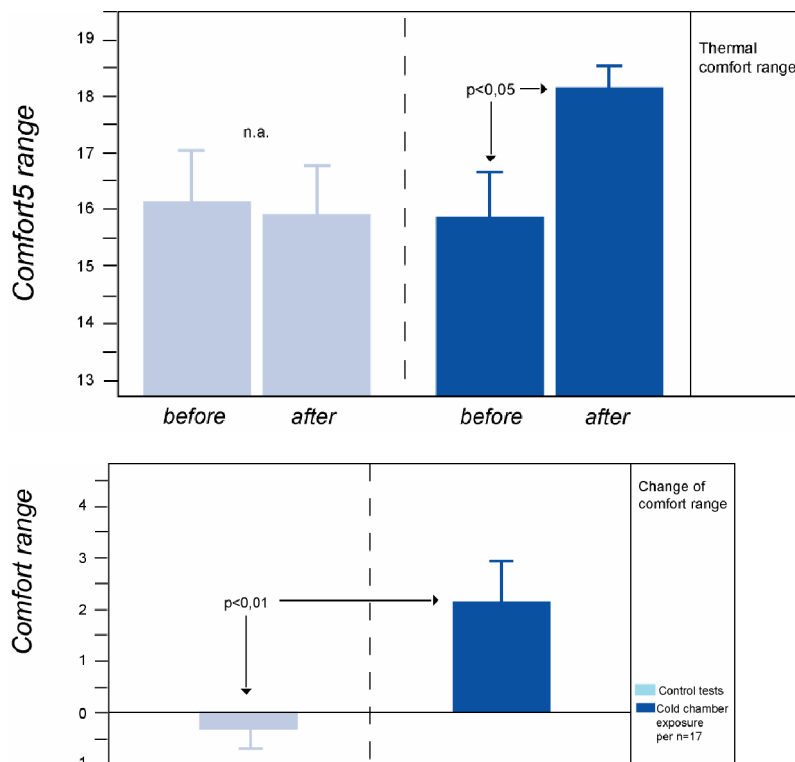 19
18
17
16
15
14
13
Comfort5 range
n.a.
p<0,05
Thermal
comfort range
before
after
before
after
4
3
2
1
0
1
Comfort range
p<0,01
Change of
comfort range
Control tests
Cold chamber
exposure
per n=17